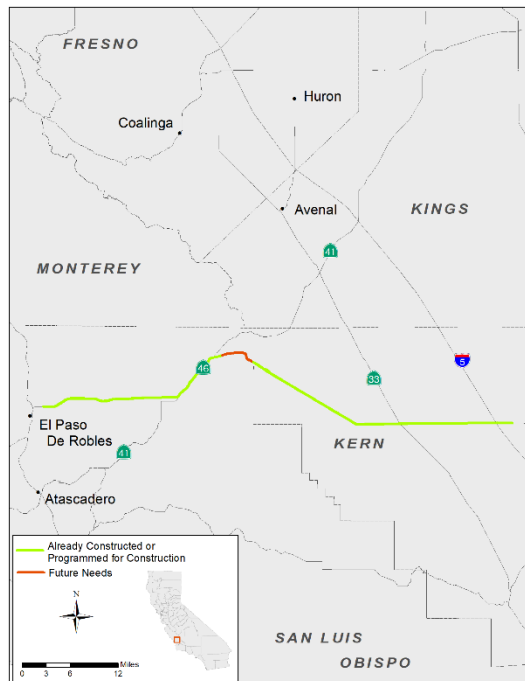 FRESNO
Huron
Coalinga
Avenal
KINGS
41
MONTEREY
46
33
5
El Paso
De Robles
KERN
41
Atascadero
Already Constructed or
Programmed for Construction
Future Needs
N
Miles
0 3 6 12
SAN LUIS
OBISPO